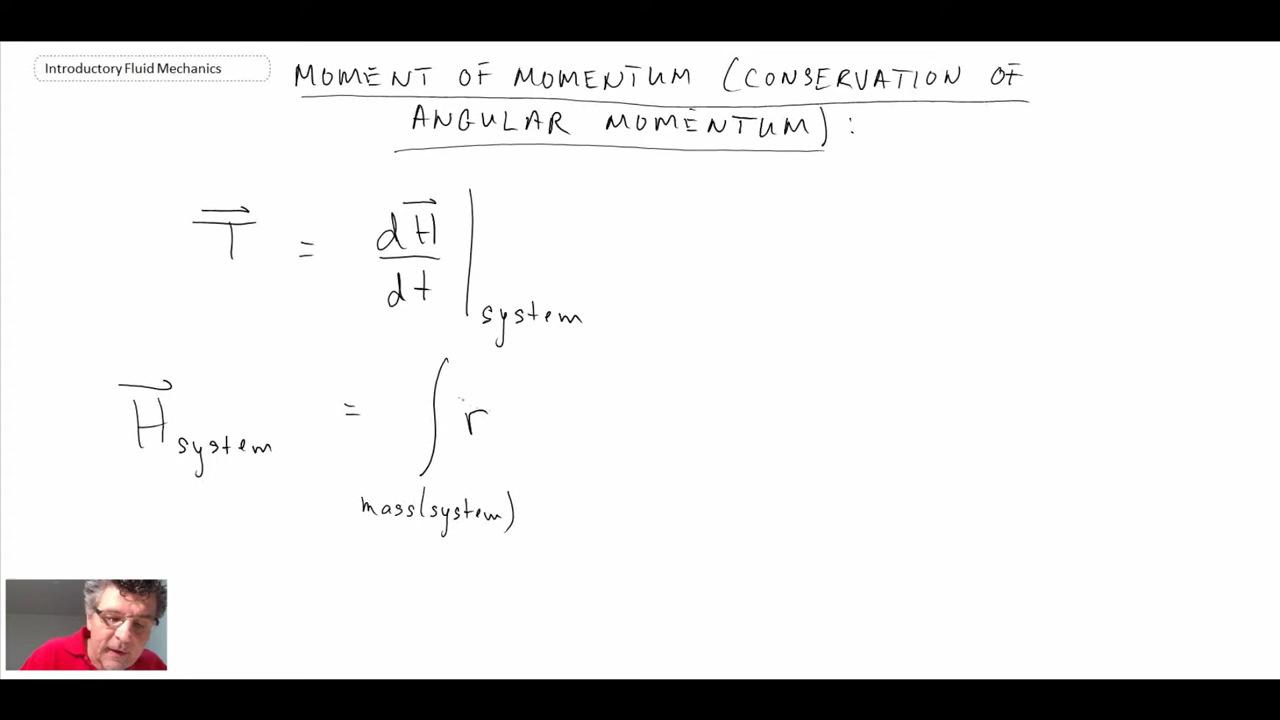 Introductory Fluid Mechanics
MOMENT OF MOMENTUM (CONSERVATION OF
ANGULAR MOMENTUM) :
T⃗ = dH⃗/dt |system
H⃗system = ∫ r
mass(system)